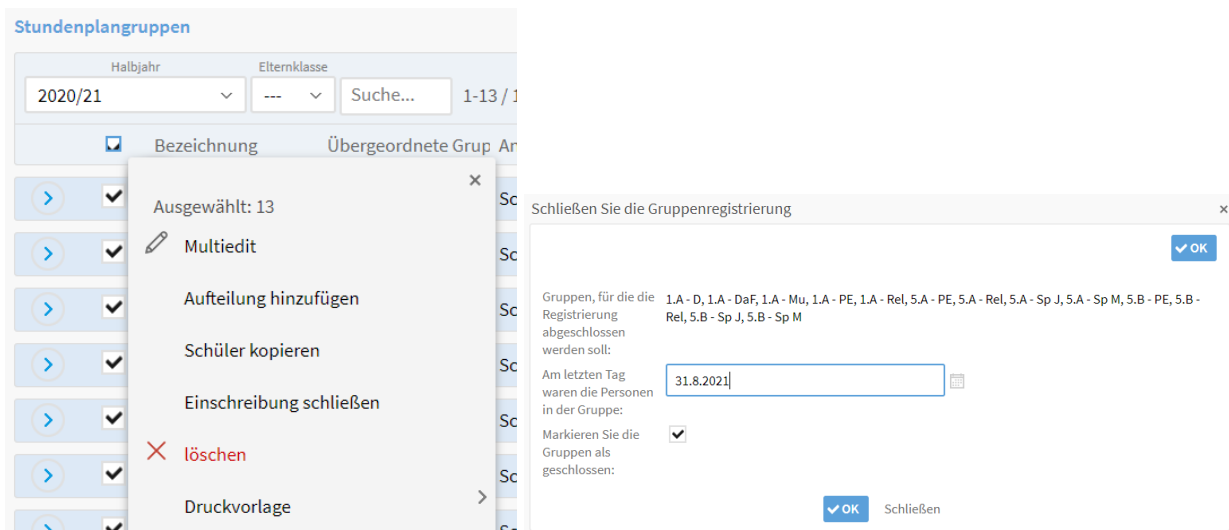 Stundenplangruppen
Halbjahr
Elternklasse
2020/21
---
Suche...
1-13 /
Bezeichnung
Übergeordnete Grup
Ausgewählt: 13
Multiedit
Aufteilung hinzufügen
Schüler kopieren
Einschreibung schließen
löschen
Druckvorlage
Schließen Sie die Gruppenregistrierung
OK
Gruppen, für die die
Registrierung
abgeschlossen
werden soll:
1.A - D, 1.A - DaF, 1.A - Mu, 1.A - PE, 1.A - Rel, 5.A - PE, 5.A - Rel, 5.A - Sp J, 5.A - Sp M, 5.B - PE, 5.B -
Rel, 5.B - Sp J, 5.B - Sp M
Am letzten Tag
waren die Personen
in der Gruppe:
31.8.2021
Markieren Sie die
Gruppen als
geschlossen:
OK
Schließen